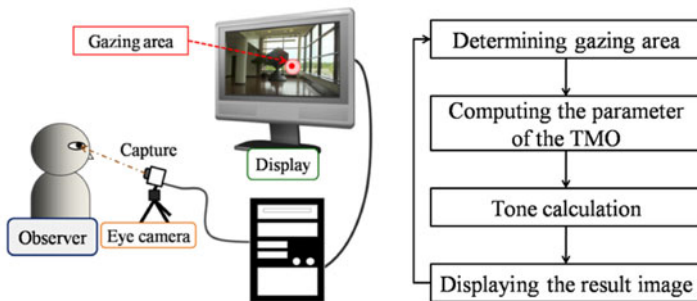 Gazing area
Capture
Display
Observer
Eye camera
Determining gazing area
Computing the parameter
of the TMO
Tone calculation
Displaying the result image